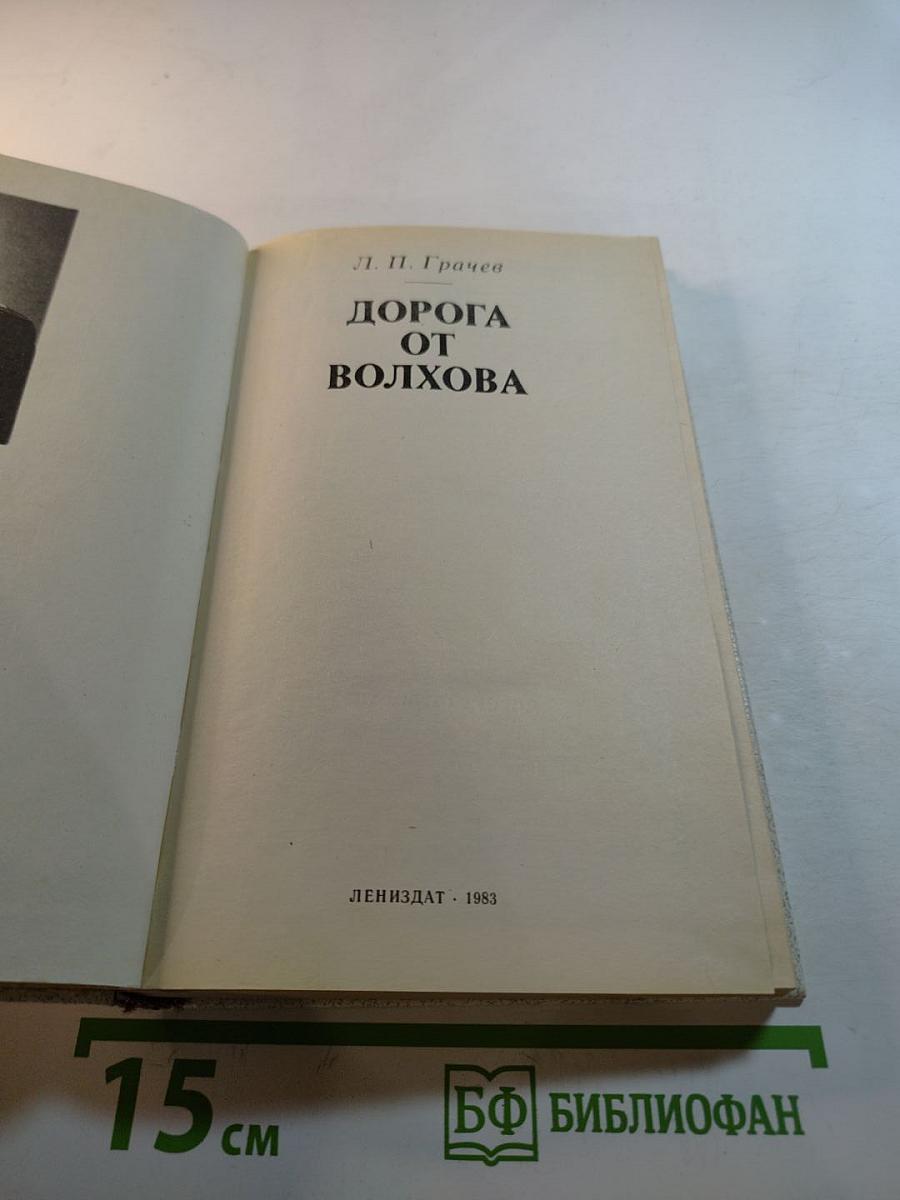 Л. П. Грачев
ДОРОГА
ОТ
ВОЛХОВА
ЛЕНИЗДАТ · 1983
15 см
БФ БИБЛИОФАН